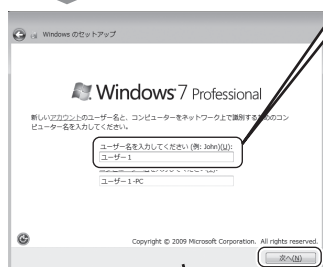 Windows のセットアップ
Windows 7 Professional
新しいアカウントのユーザー名と、コンピューターをネットワーク上で識別するためのコン
ピューター名を入力してください。
ユーザー名を入力してください (例: John)(U):
ユーザー1
ユーザー1-PC
Copyright © 2009 Microsoft Corporation. All rights reserved.
次へ(N)